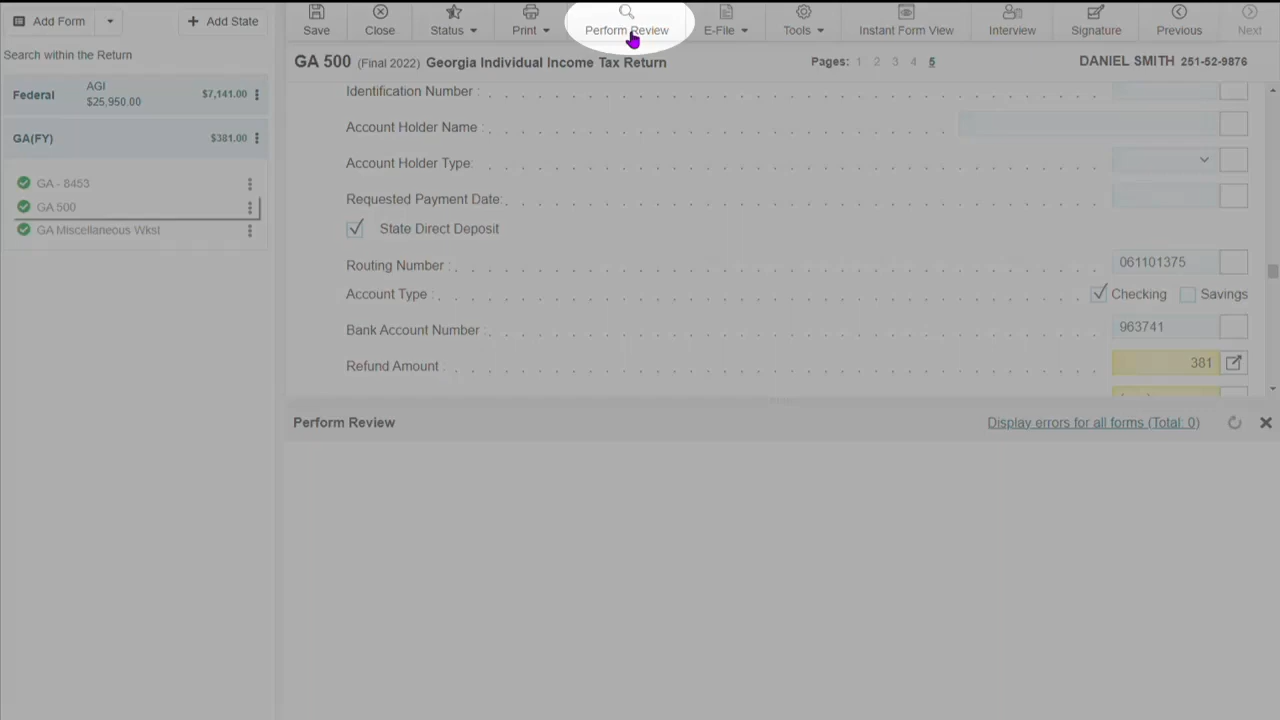 Add Form
Add State
Save
Close
Status
Print
Perform Review
E-File
Tools
Instant Form View
Interview
Signature
Previous
Next
Search within the Return
GA 500 (Final 2022) Georgia Individual Income Tax Return
Pages: 1 2 3 4 5
DANIEL SMITH 251-52-9876
Federal AGI $25,950.00 $7,141.00
GA(FY) $381.00
GA - 8453
GA 500
GA Miscellaneous Wkst
Identification Number :
Account Holder Name :
Account Holder Type:
Requested Payment Date:
State Direct Deposit
Routing Number : 061101375
Account Type : Checking Savings
Bank Account Number : 963741
Refund Amount : 381
Perform Review
Display errors for all forms (Total: 0)